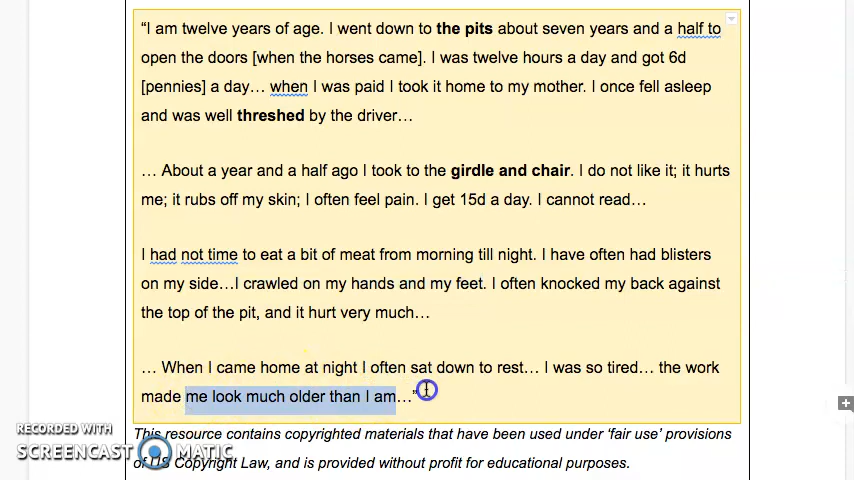 “I am twelve years of age. I went down to the pits about seven years and a half to
open the doors [when the horses came]. I was twelve hours a day and got 6d
[pennies] a day… when I was paid I took it home to my mother. I once fell asleep
and was well threshed by the driver…
… About a year and a half ago I took to the girdle and chair. I do not like it; it hurts
me; it rubs off my skin; I often feel pain. I get 15d a day. I cannot read…
I had not time to eat a bit of meat from morning till night. I have often had blisters
on my side…I crawled on my hands and my feet. I often knocked my back against
the top of the pit, and it hurt very much…
… When I came home at night I often sat down to rest… I was so tired… the work
made me look much older than I am…”
This resource contains copyrighted materials that have been used under ‘fair use’ provisions
of US Copyright Law, and is provided without profit for educational purposes.
RECORDED WITH
SCREENCAST MATIC